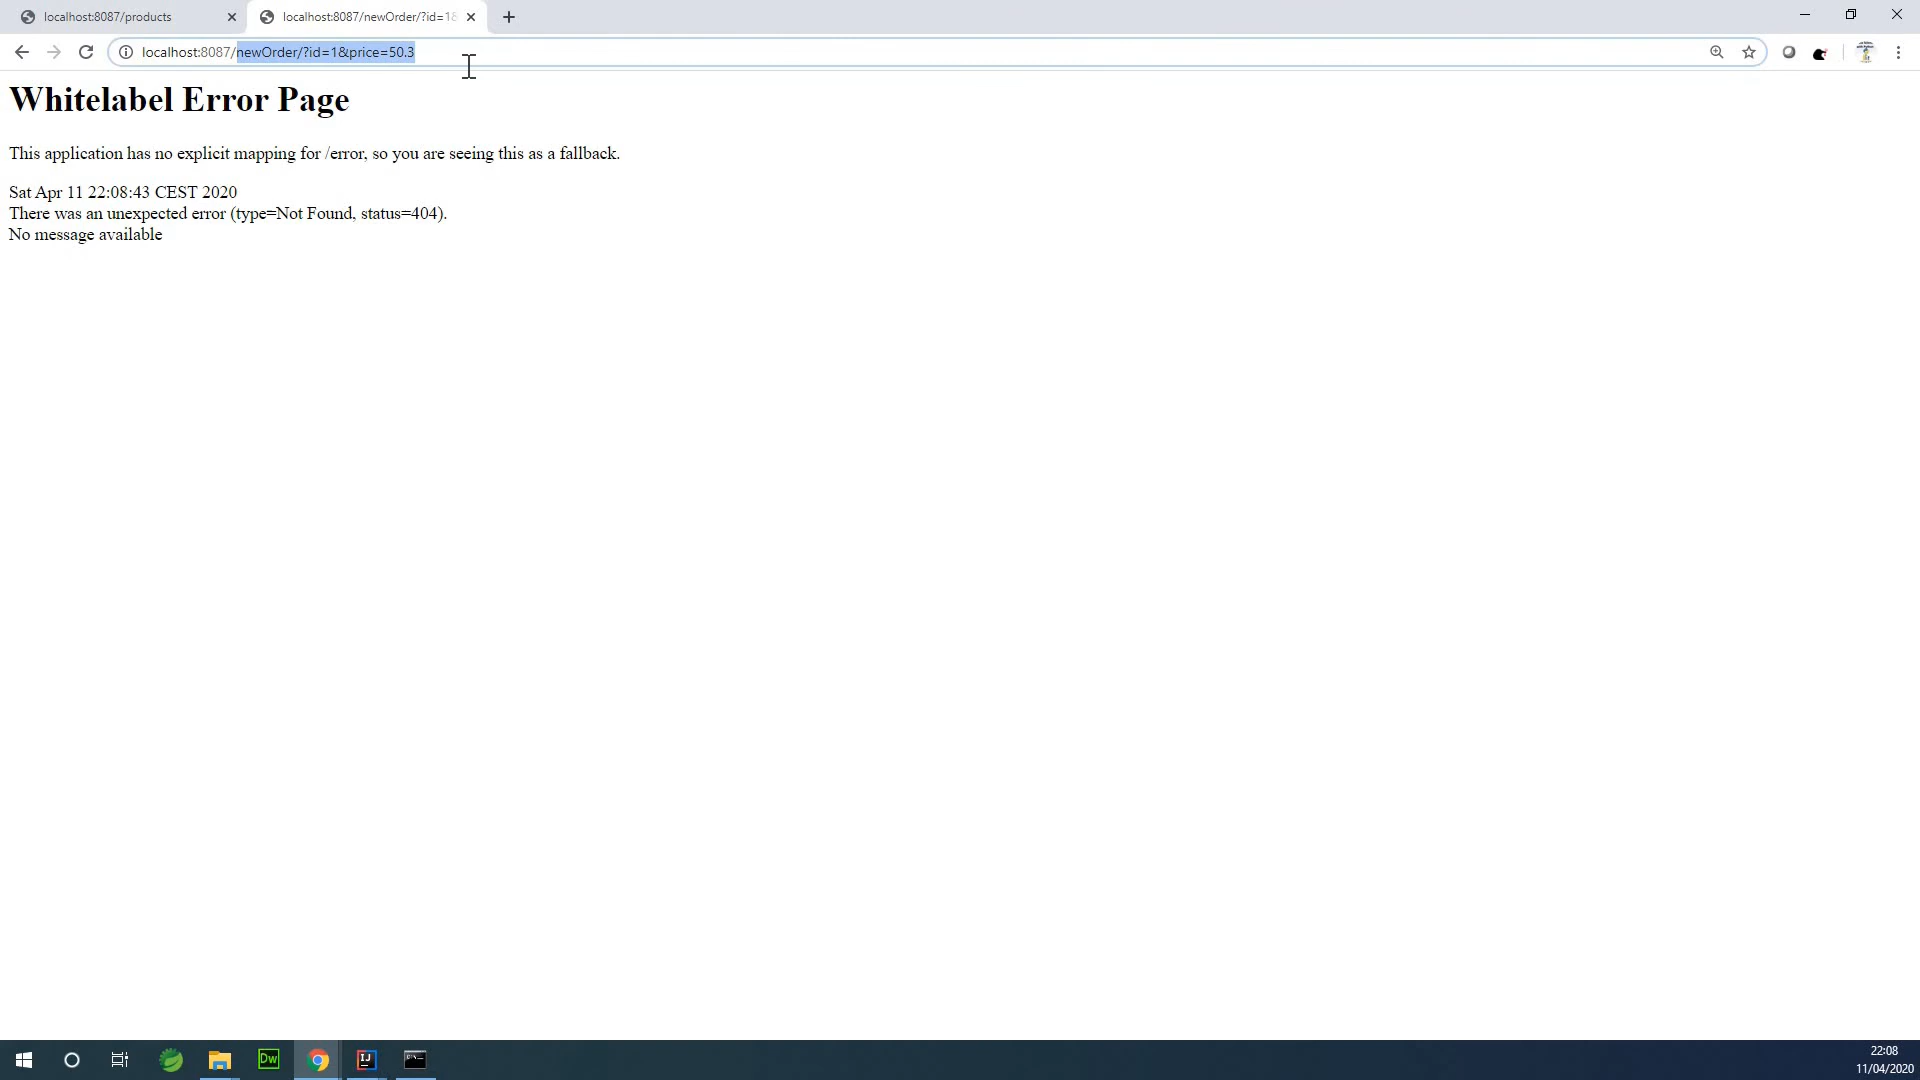 localhost:8087/products
localhost:8087/newOrder/?id=1&
localhost:8087/newOrder/?id=1&price=50.3
Whitelabel Error Page
This application has no explicit mapping for /error, so you are seeing this as a fallback.
Sat Apr 11 22:08:43 CEST 2020
There was an unexpected error (type=Not Found, status=404).
No message available
Dw
IJ
22:08
11/04/2020